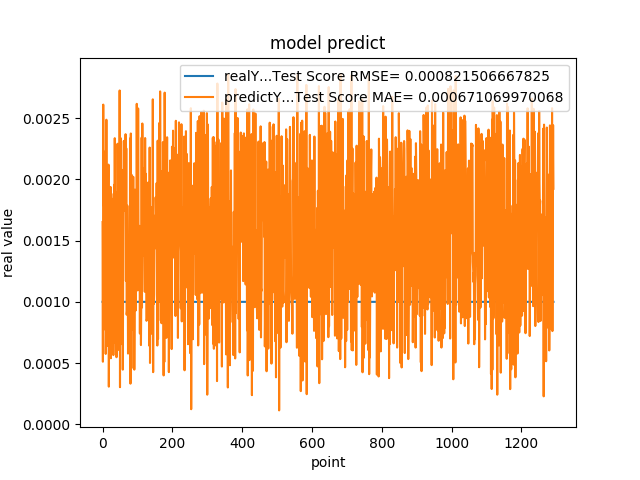 model predict
realY...Test Score RMSE= 0.000821506667825
predictY...Test Score MAE= 0.000671069970068
0.0025
0.0020
0.0015
0.0010
0.0005
0.0000
real value
0 200 400 600 800 1000 1200
point